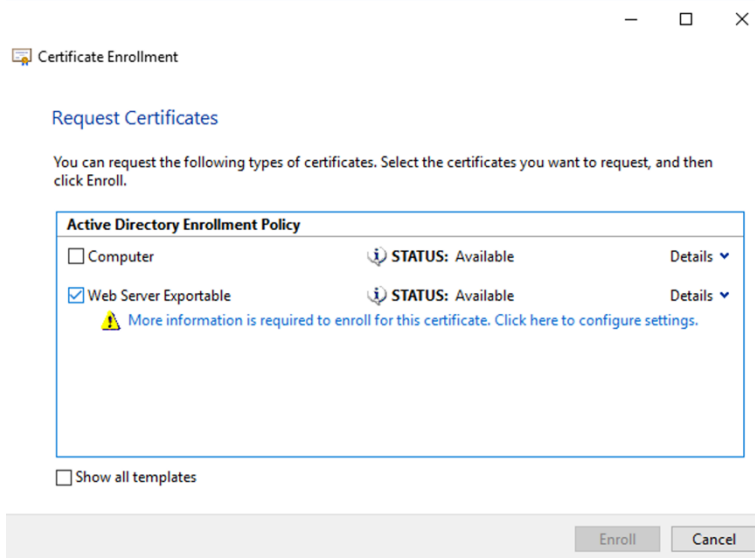 Certificate Enrollment
Request Certificates
You can request the following types of certificates. Select the certificates you want to request, and then
click Enroll.
Active Directory Enrollment Policy
Computer STATUS: Available Details
Web Server Exportable STATUS: Available Details
More information is required to enroll for this certificate. Click here to configure settings.
Show all templates
Enroll Cancel